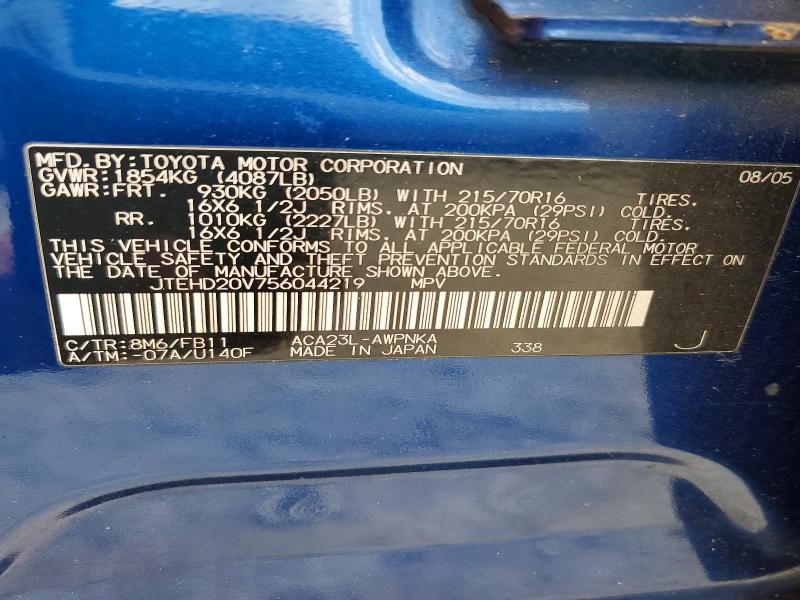 MFD.BY:TOYOTA MOTOR CORPORATION 08/05
GVWR:1854KG (4087LB)
GAWR:FRT. 930KG (2050LB) WITH 215/70R16 TIRES.
16X6 1/2J RIMS. AT 200KPA (29PSI) COLD.
RR. 1010KG (2227LB) WITH 215/70R16 TIRES.
16X6 1/2J RIMS. AT 200KPA (29PSI) COLD.
THIS VEHICLE CONFORMS TO ALL APPLICABLE FEDERAL MOTOR
VEHICLE SAFETY AND THEFT PREVENTION STANDARDS IN EFFECT ON
THE DATE OF MANUFACTURE SHOWN ABOVE.
JTEHD20V756044219 MPV
C/TR:8M6/FB11 ACA23L-AWPNKA
A/TM:-07A/U140F MADE IN JAPAN 338 J